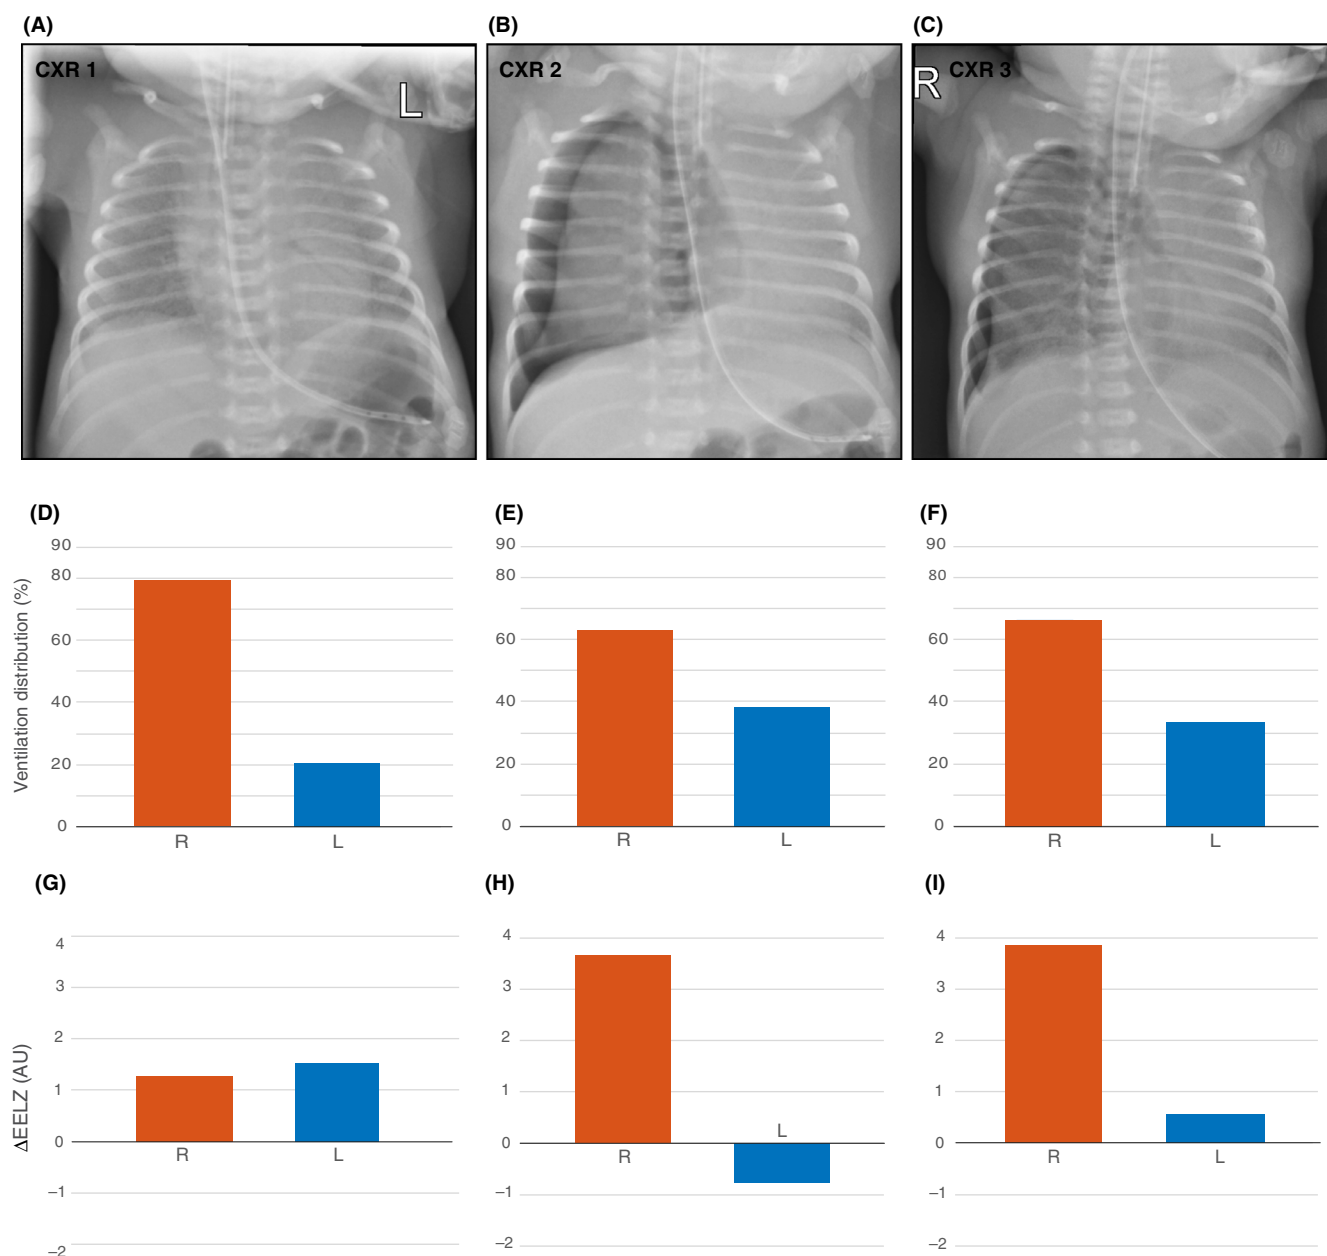 (A) (B) (C)
CXR 1 CXR 2 CXR 3
L R
(D) (E) (F)
Ventilation distribution (%)
90 90 90
80 80 80
60 60 60
40 40 40
20 20 20
0 0 0
R L R L R L
(G) (H) (I)
ΔEELZ (AU)
4 4 4
3 3 3
2 2 2
1 1 1
0 0 0
R L R L R L
–1 –1 –1
–2 –2 –2